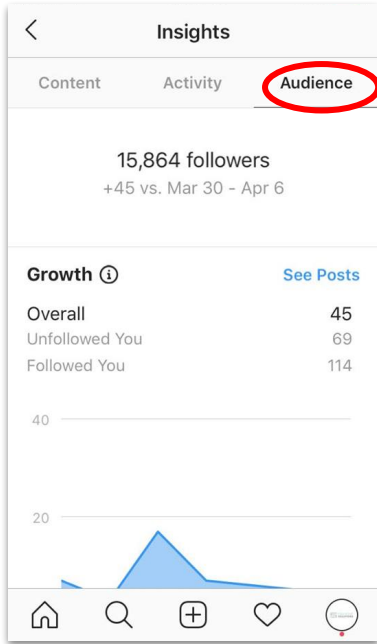 Insights
Content Activity Audience
15,864 followers
+45 vs. Mar 30 - Apr 6
Growth See Posts
Overall 45
Unfollowed You 69
Followed You 114
40
20